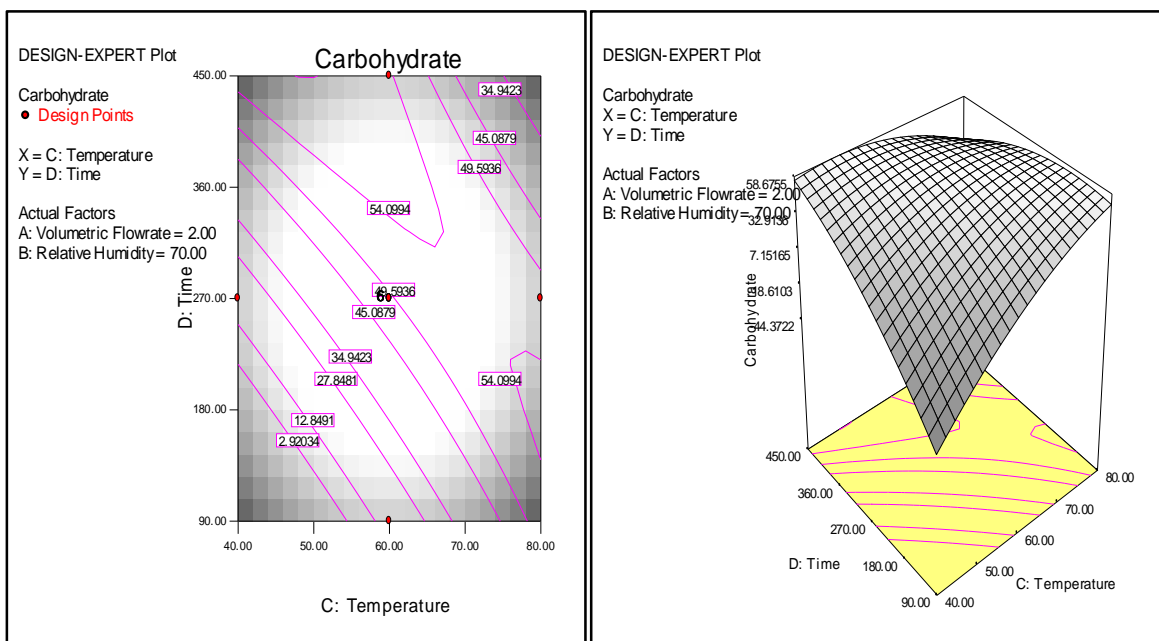 DESIGN-EXPERT Plot
Carbohydrate
Design Points
X = C: Temperature
Y = D: Time
Actual Factors
A: Volumetric Flowrate = 2.00
B: Relative Humidity = 70.00
Carbohydrate
D: Time
450.00
360.00
270.00
180.00
90.00
34.9423
45.0879
49.5936
54.0994
6
49.5936
45.0879
34.9423
27.8481
54.0994
12.8491
2.92034
40.00 50.00 60.00 70.00 80.00
C: Temperature
DESIGN-EXPERT Plot
Carbohydrate
X = C: Temperature
Y = D: Time
Actual Factors
A: Volumetric Flowrate = 2.00
B: Relative Humidity = 70.00
58.6755
7.15165
Carbohydrate
450.00
360.00
270.00
180.00
90.00
D: Time
80.00
70.00
60.00
50.00
40.00
C: Temperature